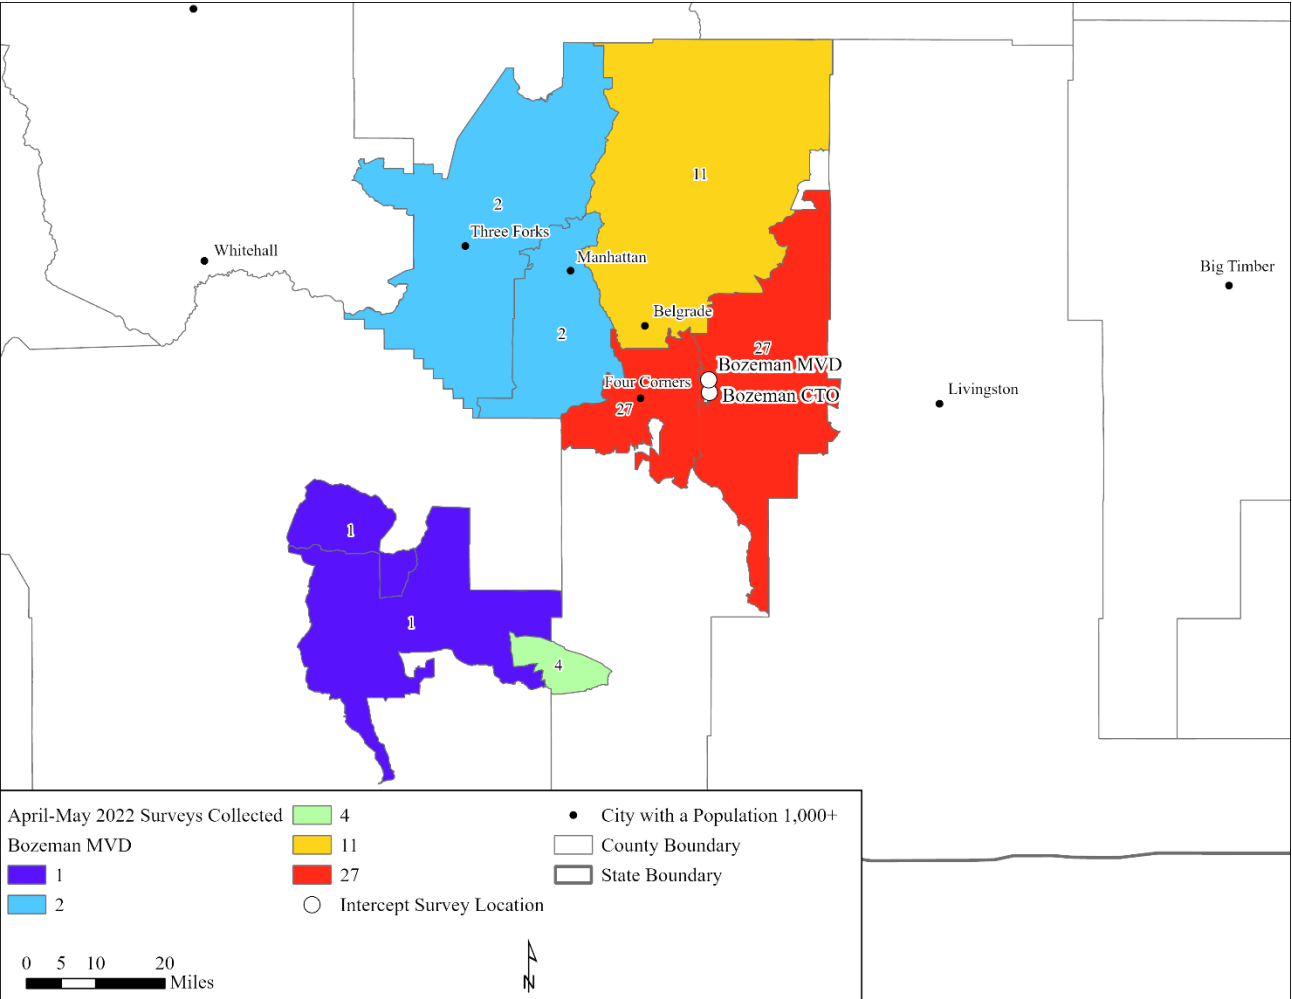 11
2
Three Forks
Whitehall
Manhattan
Big Timber
Belgrade
2
27
Bozeman MVD
Four Corners
Livingston
Bozeman CTO
27
1
1
4
April-May 2022 Surveys Collected
Bozeman MVD
1
2
4
11
27
Intercept Survey Location
City with a Population 1,000+
County Boundary
State Boundary
0 5 10 20
Miles
N